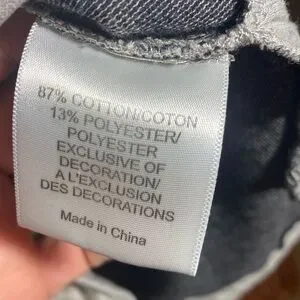 87% COTTON/COTON
13% POLYESTER/
POLYESTER
EXCLUSIVE OF
DECORATION/
A L'EXCLUSION
DES DECORATIONS
Made in China